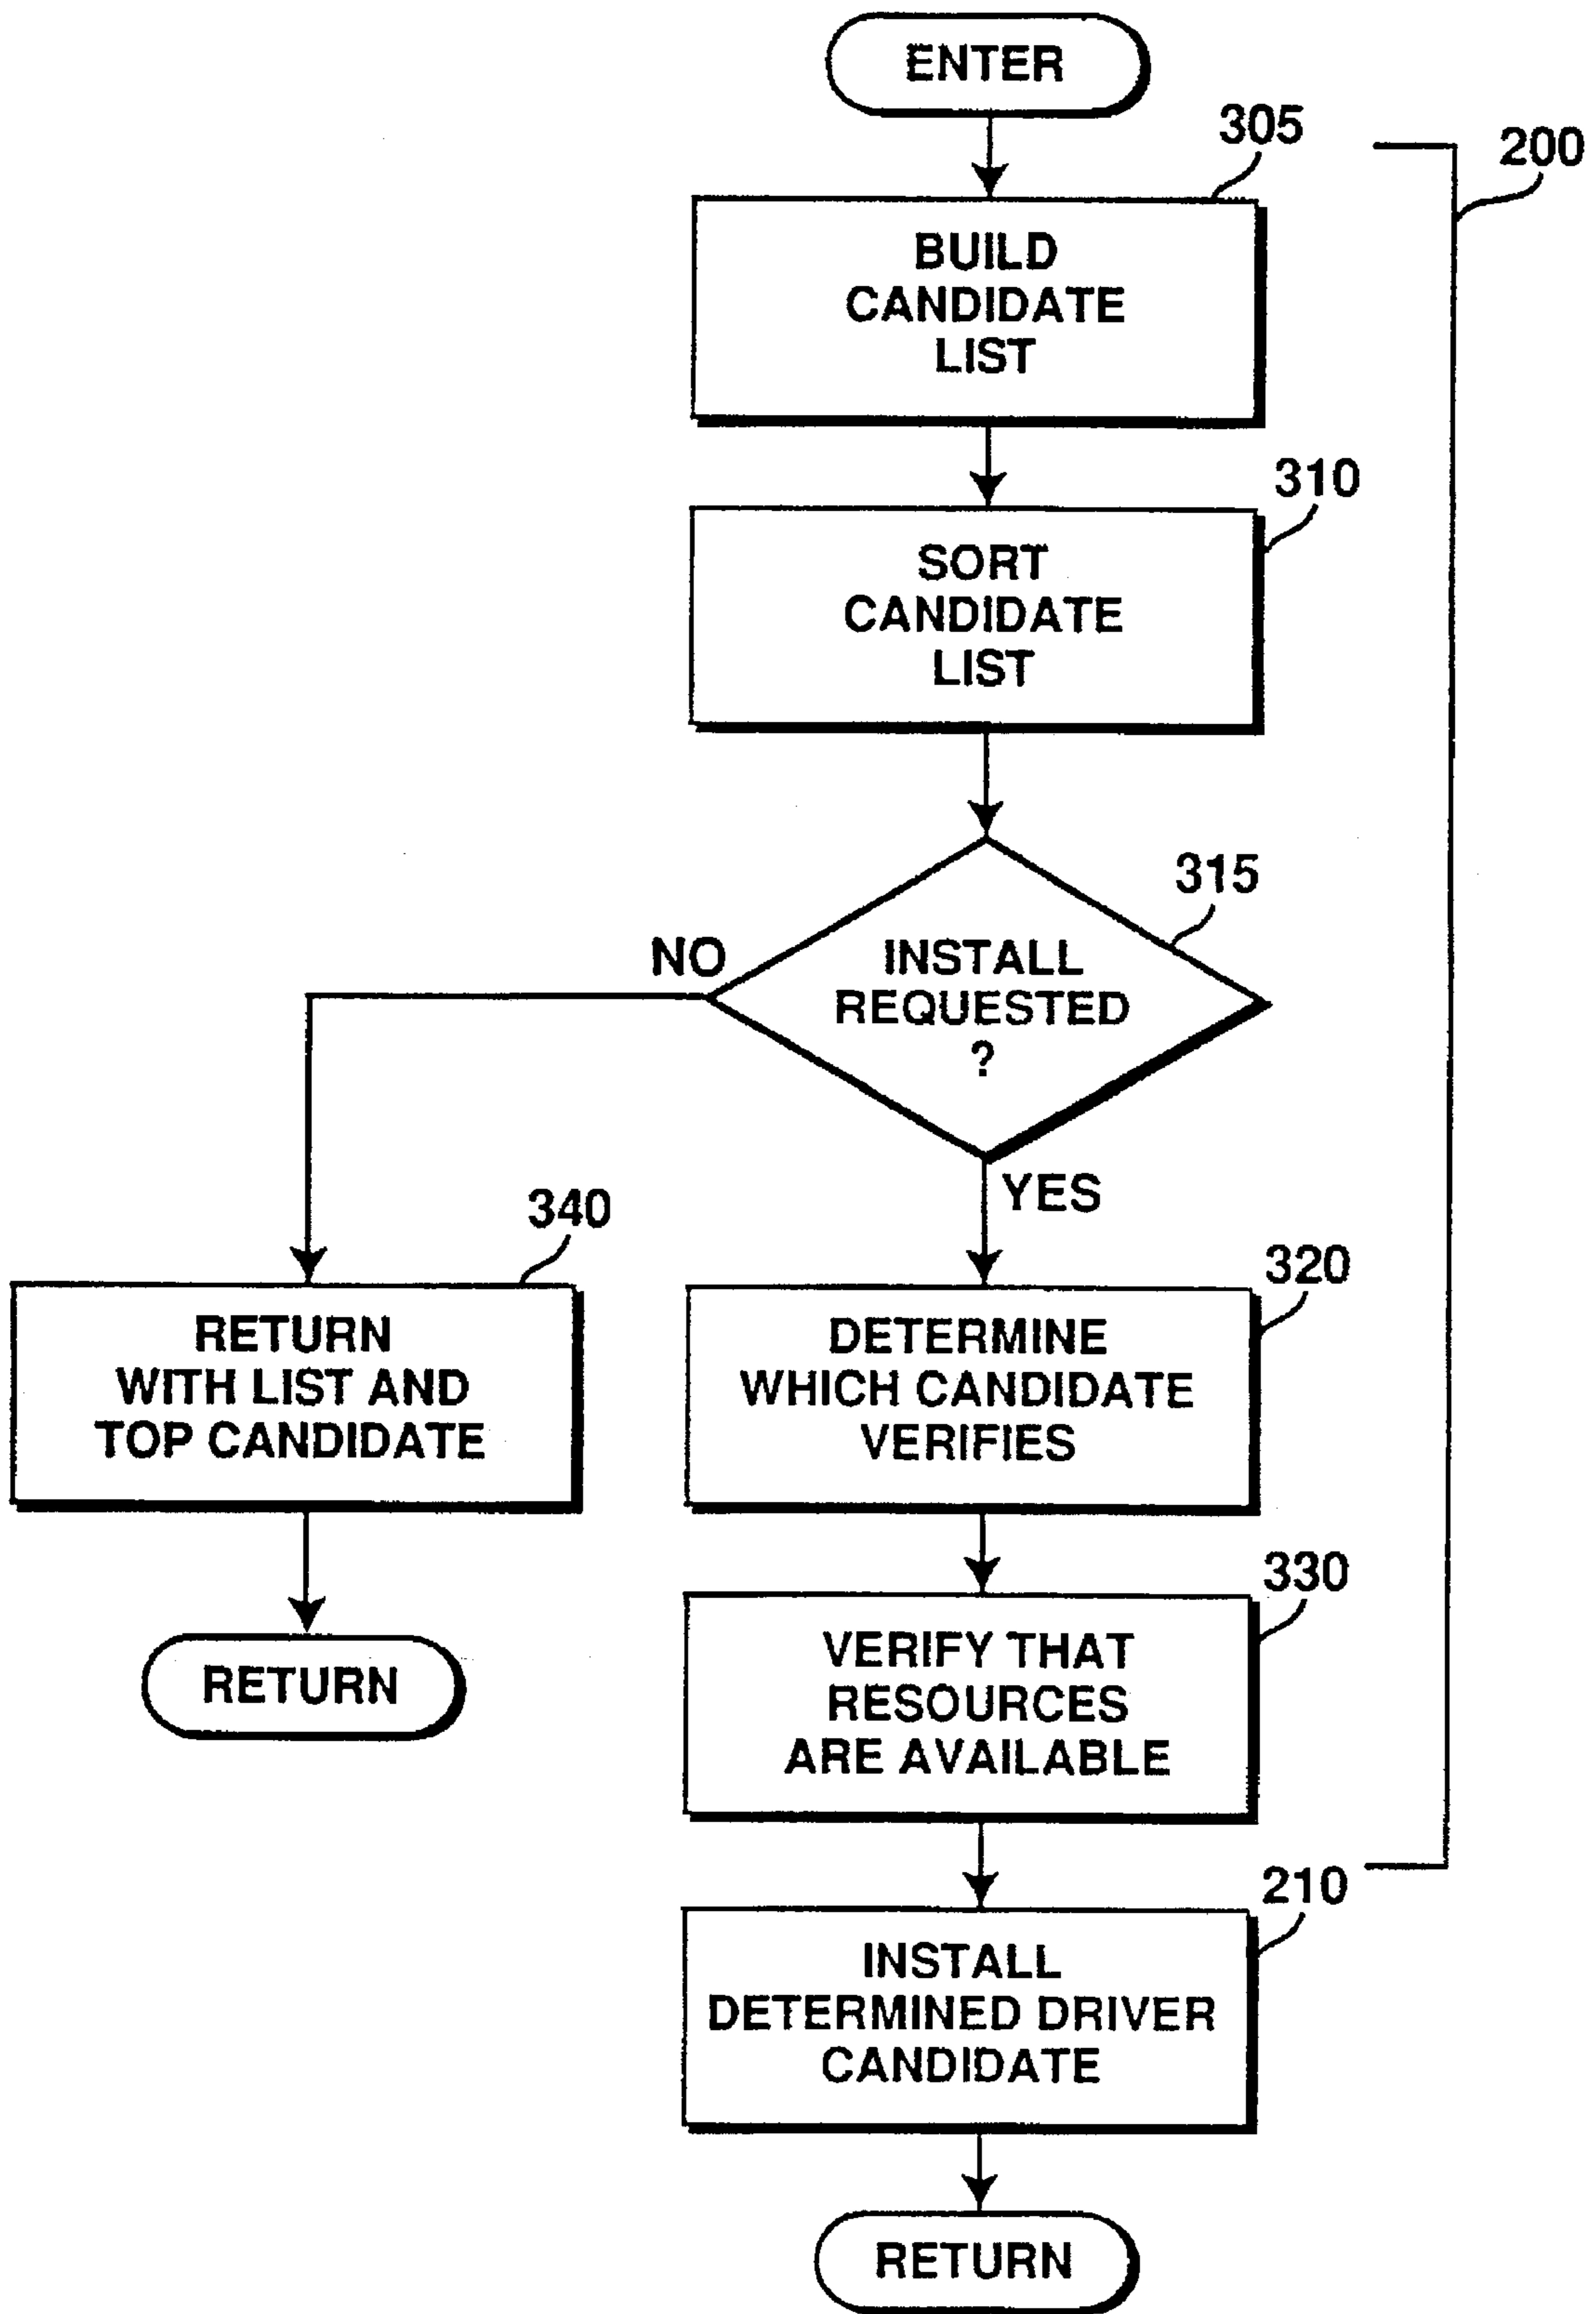 ENTER
305
200
BUILD
CANDIDATE
LIST
310
SORT
CANDIDATE
LIST
315
NO
INSTALL
REQUESTED
?
YES
340
RETURN
WITH LIST AND
TOP CANDIDATE
RETURN
320
DETERMINE
WHICH CANDIDATE
VERIFIES
330
VERIFY THAT
RESOURCES
ARE AVAILABLE
210
INSTALL
DETERMINED DRIVER
CANDIDATE
RETURN